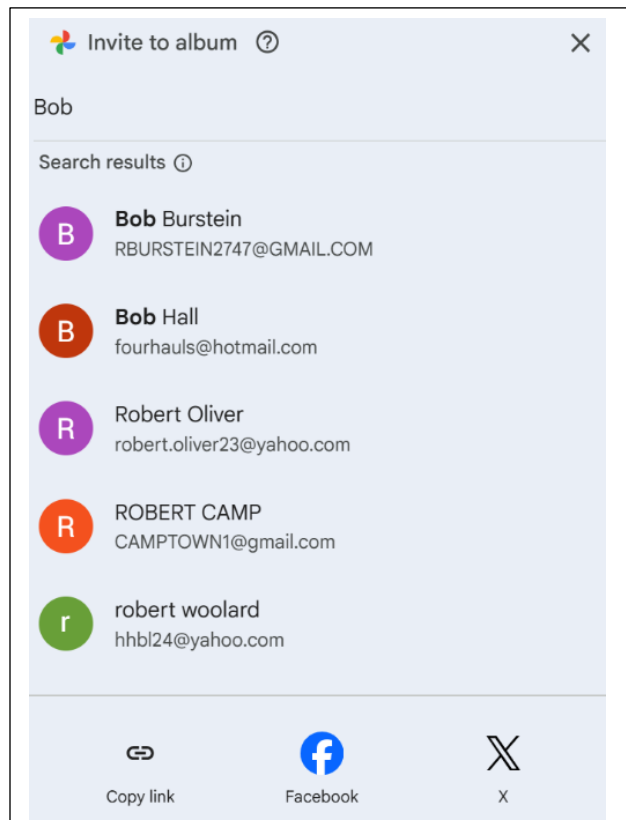 Invite to album
Bob
Search results
B
Bob Burstein
RBURSTEIN2747@GMAIL.COM
B
Bob Hall
fourhauls@hotmail.com
R
Robert Oliver
robert.oliver23@yahoo.com
R
ROBERT CAMP
CAMPTOWN1@gmail.com
r
robert woolard
hhbl24@yahoo.com
Copy link
Facebook
X